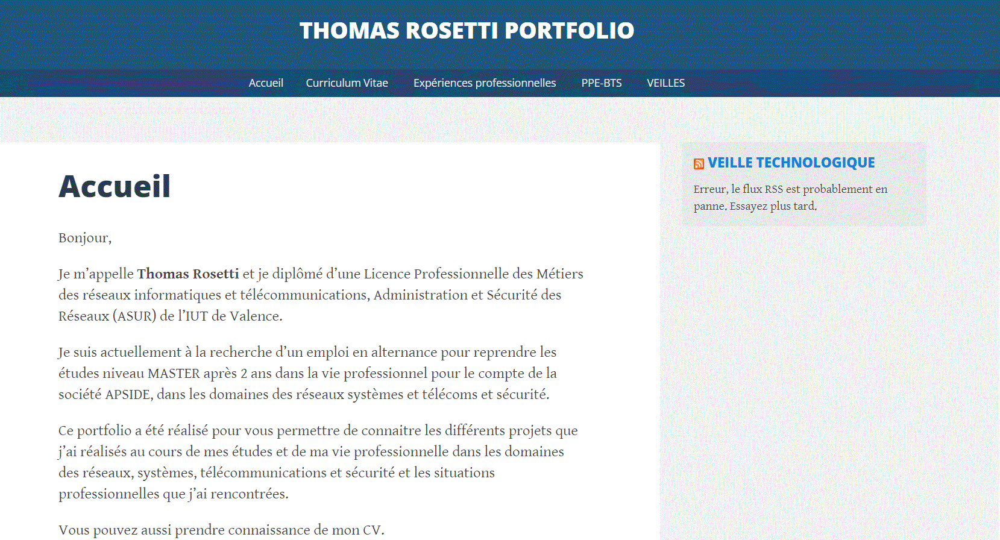 THOMAS ROSETTI PORTFOLIO
Accueil Curriculum Vitae Expériences professionnelles PPE-BTS VEILLES
Accueil
Bonjour,
Je m’appelle Thomas Rosetti et je diplômé d’une Licence Professionnelle des Métiers
des réseaux informatiques et télécommunications, Administration et Sécurité des
Réseaux (ASUR) de l’IUT de Valence.
Je suis actuellement à la recherche d’un emploi en alternance pour reprendre les
études niveau MASTER après 2 ans dans la vie professionnel pour le compte de la
société APSIDE, dans les domaines des réseaux systèmes et télécoms et sécurité.
Ce portfolio a été réalisé pour vous permettre de connaitre les différents projets que
j’ai réalisés au cours de mes études et de ma vie professionnelle dans les domaines
des réseaux, systèmes, télécommunications et sécurité et les situations
professionnelles que j’ai rencontrées.
Vous pouvez aussi prendre connaissance de mon CV.
VEILLE TECHNOLOGIQUE
Erreur, le flux RSS est probablement en
panne. Essayez plus tard.